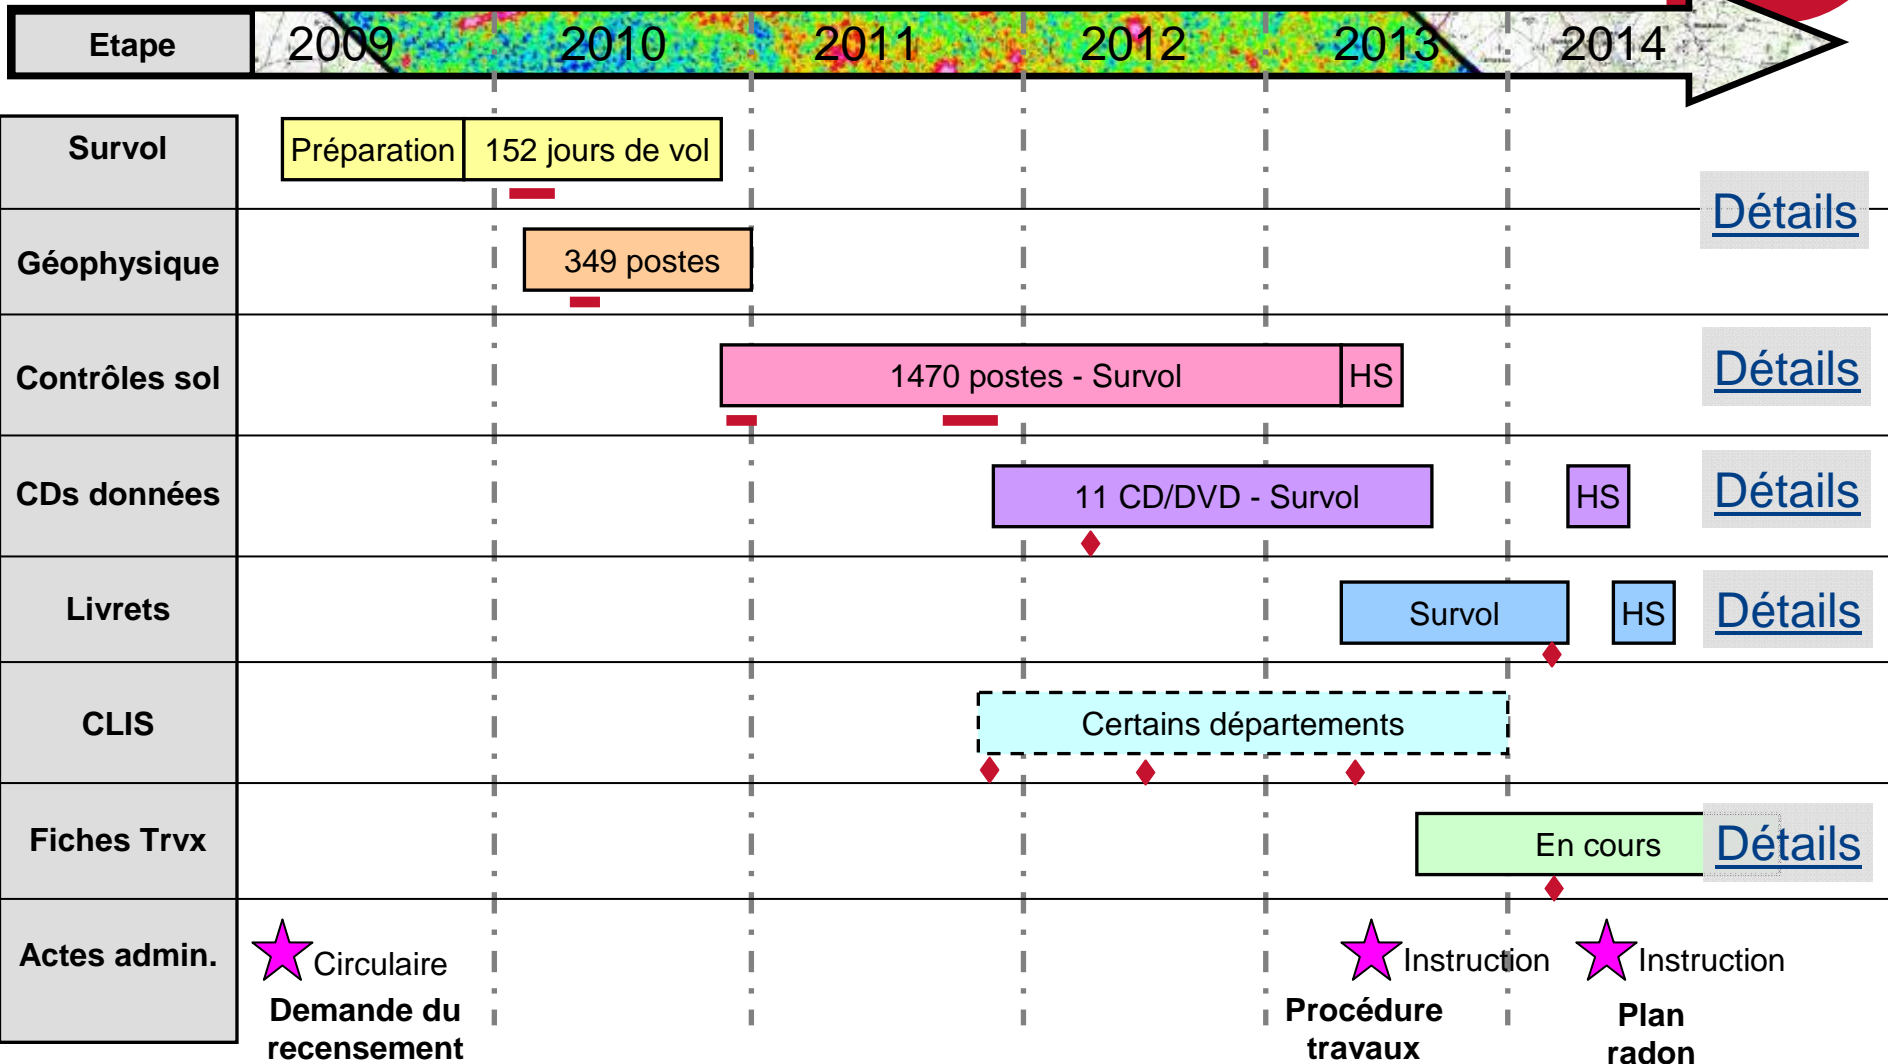 Etape 2009 2010 2011 2012 2013 2014
Survol
Préparation
152 jours de vol
Détails
Géophysique
349 postes
Contrôles sol
1470 postes - Survol
HS
Détails
CDs données
11 CD/DVD - Survol
HS
Détails
Livrets
Survol
HS
Détails
CLIS
Certains départements
Fiches Trvx
En cours
Détails
Actes admin.
Circulaire
Demande du
recensement
Instruction
Procédure
travaux
Instruction
Plan
radon